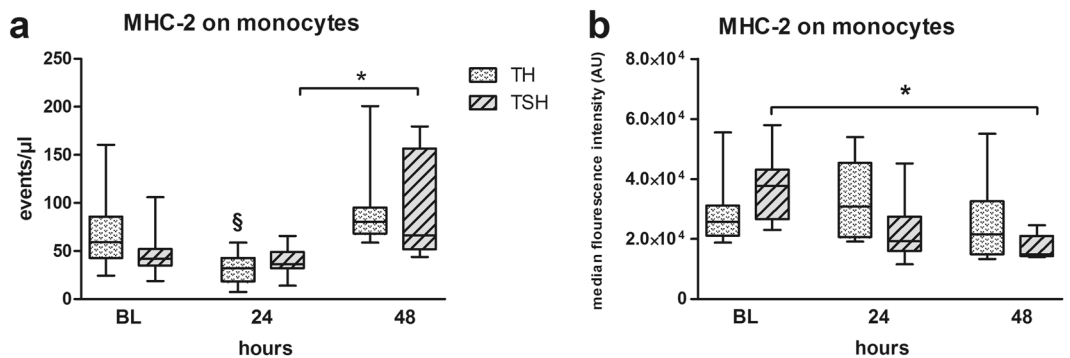 a
MHC-2 on monocytes
events/µl
250
200
150
100
50
0
*
§
TH
TSH
BL
24
48
hours
b
MHC-2 on monocytes
median flourescence intensity (AU)
8.0×10⁴
6.0×10⁴
4.0×10⁴
2.0×10⁴
0
*
BL
24
48
hours